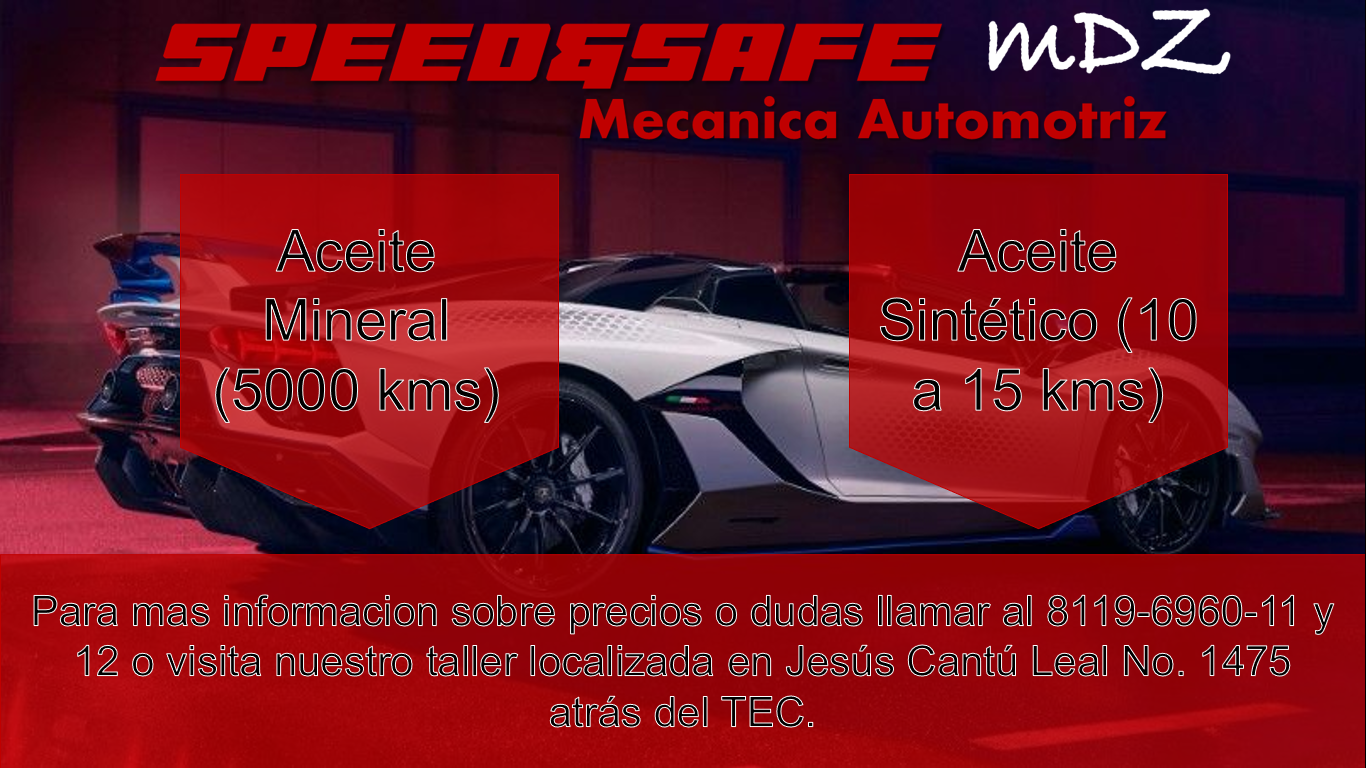 SPEED&SAFE MDZ
Mecanica Automotriz
Aceite
Mineral
(5000 kms)
Aceite
Sintético (10
a 15 kms)
Para mas informacion sobre precios o dudas llamar al 8119-6960-11 y
12 o visita nuestro taller localizada en Jesús Cantú Leal No. 1475
atrás del TEC.